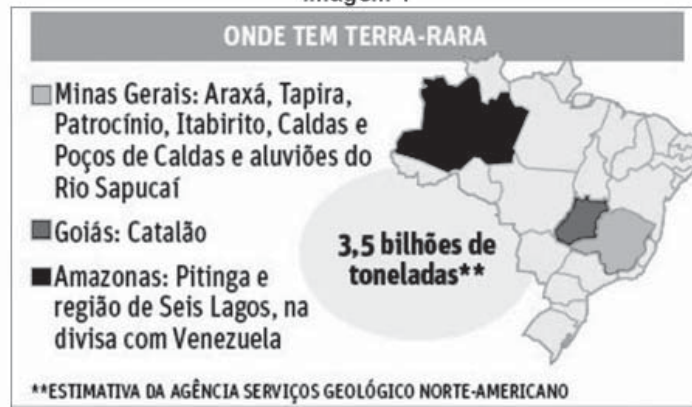 ONDE TEM TERRA-RARA
Minas Gerais: Araxá, Tapira,
Patrocínio, Itabirito, Caldas e
Poços de Caldas e aluviões do
Rio Sapucaí
Goiás: Catalão
Amazonas: Pitinga e
região de Seis Lagos, na
divisa com Venezuela
3,5 bilhões de
toneladas**
**ESTIMATIVA DA AGÊNCIA SERVIÇOS GEOLÓGICO NORTE-AMERICANO